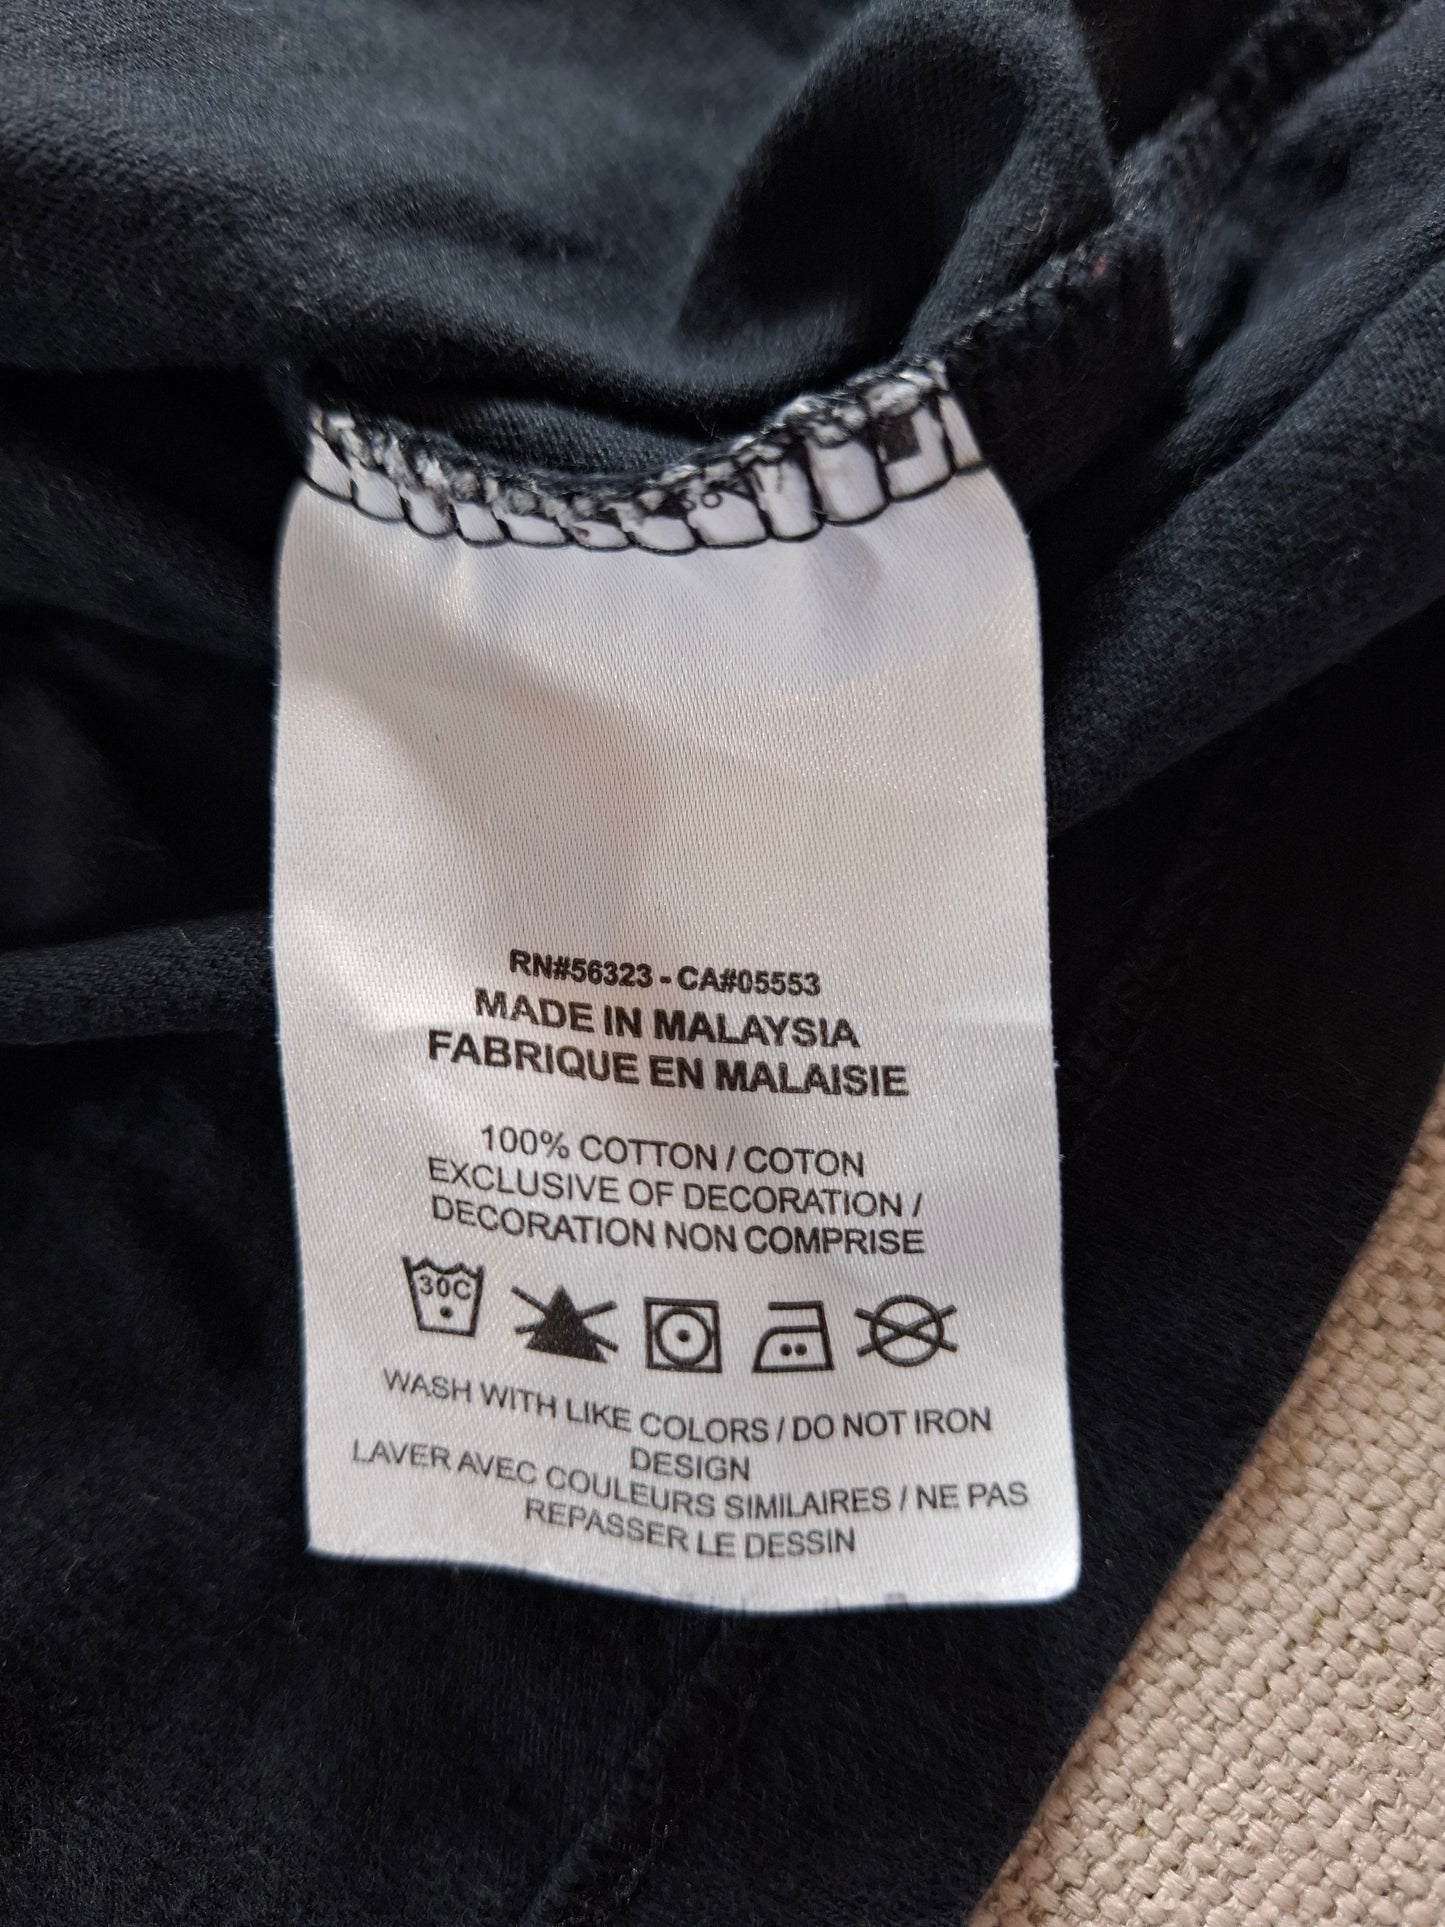 RN#56323 - CA#05553
MADE IN MALAYSIA
FABRIQUE EN MALAISIE
100% COTTON / COTON
EXCLUSIVE OF DECORATION /
DECORATION NON COMPRISE
30C
WASH WITH LIKE COLORS / DO NOT IRON
DESIGN
LAVER AVEC COULEURS SIMILAIRES / NE PAS
REPASSER LE DESSIN